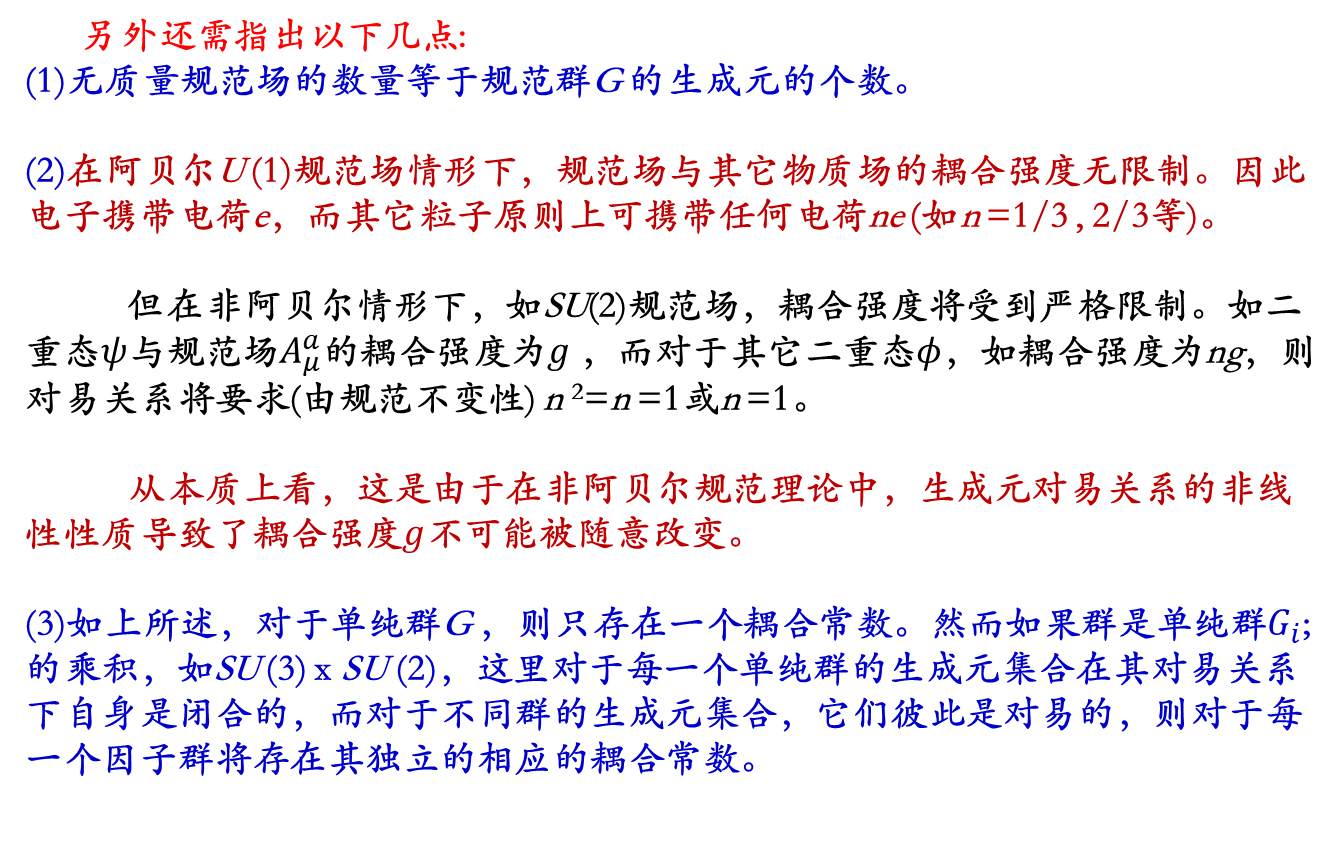 另外还需指出以下几点:
(1)无质量规范场的数量等于规范群G的生成元的个数。
(2)在阿贝尔U(1)规范场情形下，规范场与其它物质场的耦合强度无限制。因此
电子携带电荷e，而其它粒子原则上可携带任何电荷ne(如n=1/3,2/3等)。
但在非阿贝尔情形下，如SU(2)规范场，耦合强度将受到严格限制。如二
重态ψ与规范场A_μ^a的耦合强度为g，而对于其它二重态ϕ，如耦合强度为ng，则
对易关系将要求(由规范不变性) n²=n=1或n=1。
从本质上看，这是由于在非阿贝尔规范理论中，生成元对易关系的非线
性性质导致了耦合强度g不可能被随意改变。
(3)如上所述，对于单纯群G，则只存在一个耦合常数。然而如果群是单纯群G_i;
的乘积，如SU(3) x SU(2)，这里对于每一个单纯群的生成元集合在其对易关系
下自身是闭合的，而对于不同群的生成元集合，它们彼此是对易的，则对于每
一个因子群将存在其独立的相应的耦合常数。